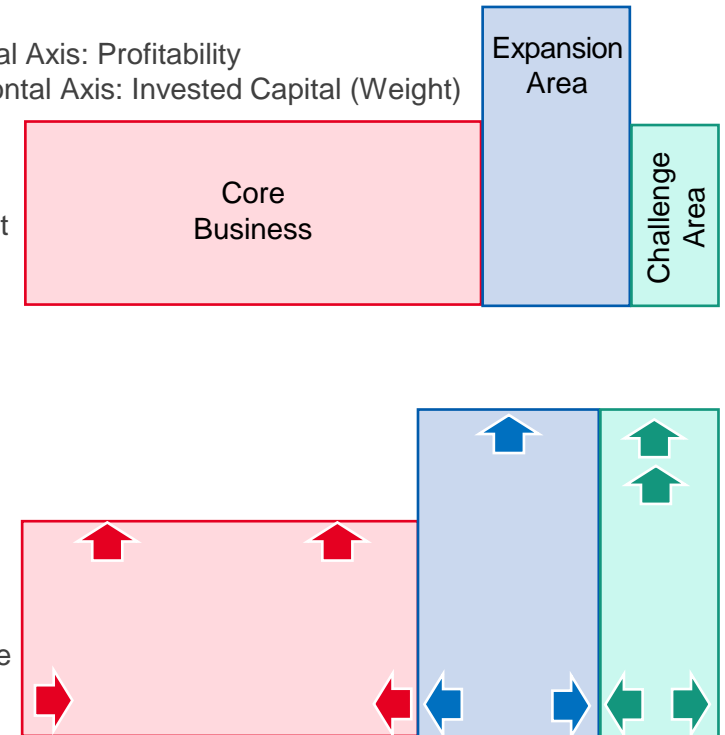 al Axis: Profitability
ontal Axis: Invested Capital (Weight)
Expansion
Area
Core
Business
Challenge
Area
t
e